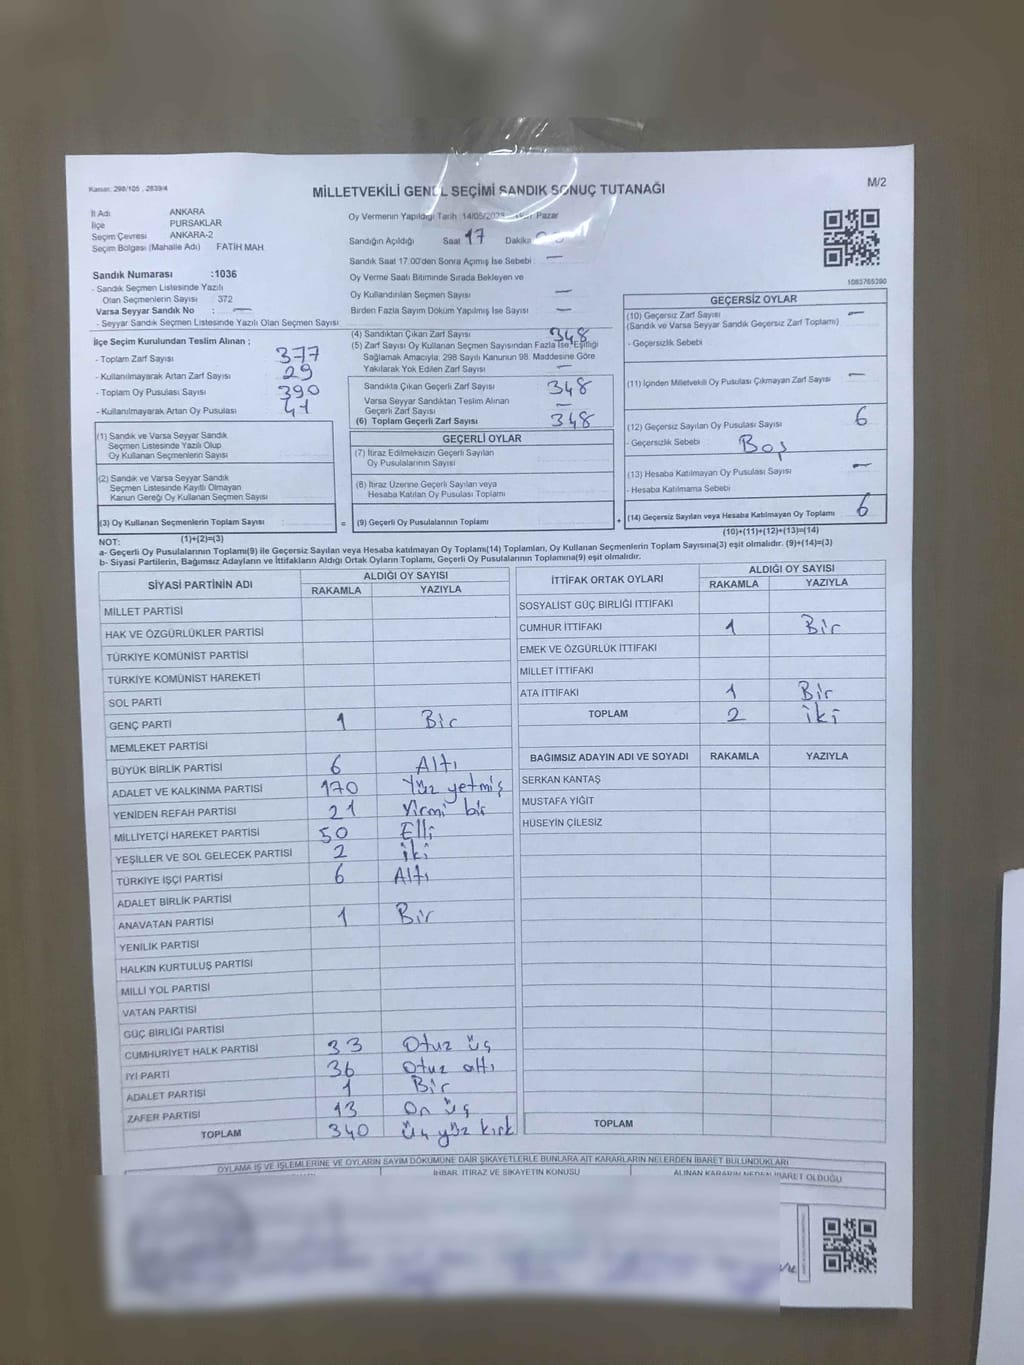 Kanun: 298/105 , 2839/4
MİLLETVEKİLİ GENEL SEÇİMİ SANDIK SONUÇ TUTANAĞI
M/2
İl Adı ANKARA
İlçe PURSAKLAR
Seçim Çevresi ANKARA-2
Seçim Bölgesi (Mahalle Adı) FATİH MAH.
Sandık Numarası :1036
- Sandık Seçmen Listesinde Yazılı
Olan Seçmenlerin Sayısı : 372
Varsa Seyyar Sandık No : —
- Seyyar Sandık Seçmen Listesinde Yazılı Olan Seçmen Sayısı
İlçe Seçim Kurulundan Teslim Alınan ;
- Toplam Zarf Sayısı 377
- Kullanılmayarak Artan Zarf Sayısı 29
- Toplam Oy Pusulası Sayısı 390
- Kullanılmayarak Artan Oy Pusulası 41
Oy Vermenin Yapıldığı Tarih : 14/05/2023 Pazar
Sandığın Açıldığı Saat 17 Dakika
Sandık Saat 17:00'den Sonra Açımış İse Sebebi : —
Oy Verme Saati Bitiminde Sırada Bekleyen ve
Oy Kullandırılan Seçmen Sayısı —
Birden Fazla Sayım Döküm Yapılmış İse Sayısı —
(4) Sandıktan Çıkan Zarf Sayısı 348
(5) Zarf Sayısı Oy Kullanan Seçmen Sayısından Fazla İse, Eşitliği
Sağlamak Amacıyla, 298 Sayılı Kanunun 98. Maddesine Göre
Yakılarak Yok Edilen Zarf Sayısı —
Sandıkta Çıkan Geçerli Zarf Sayısı 348
Varsa Seyyar Sandıktan Teslim Alınan
Geçerli Zarf Sayısı —
(6) Toplam Geçerli Zarf Sayısı 348
1083765390
GEÇERSİZ OYLAR
(10) Geçersiz Zarf Sayısı —
(Sandık ve Varsa Seyyar Sandık Geçersiz Zarf Toplamı)
- Geçersizlik Sebebi
(11) İçinden Milletvekili Oy Pusulası Çıkmayan Zarf Sayısı —
(12) Geçersiz Sayılan Oy Pusulası Sayısı 6
- Geçersizlik Sebebi : Boş
(13) Hesaba Katılmayan Oy Pusulası Sayısı —
- Hesaba Katılmama Sebebi
(14) Geçersiz Sayılan veya Hesaba Katılmayan Oy Toplamı 6
(10)+(11)+(12)+(13)=(14)
(1) Sandık ve Varsa Seyyar Sandık
Seçmen Listesinde Yazılı Olup
Oy Kullanan Seçmenlerin Sayısı
(2) Sandık ve Varsa Seyyar Sandık
Seçmen Listesinde Kayıtlı Olmayan
Kanun Gereği Oy Kullanan Seçmen Sayısı
(3) Oy Kullanan Seçmenlerin Toplam Sayısı
(1)+(2)=(3)
=
GEÇERLİ OYLAR
(7) İtiraz Edilmeksizin Geçerli Sayılan
Oy Pusulalarının Sayısı
(8) İtiraz Üzerine Geçerli Sayılan veya
Hesaba Katılan Oy Pusulası Toplamı
(9) Geçerli Oy Pusulalarının Toplamı
+
NOT:
a- Geçerli Oy Pusulalarının Toplamı(9) ile Geçersiz Sayılan veya Hesaba katılmayan Oy Toplamı(14) Toplamları, Oy Kullanan Seçmenlerin Toplam Sayısına(3) eşit olmalıdır. (9)+(14)=(3)
b- Siyasi Partilerin, Bağımsız Adayların ve İttifakların Aldığı Ortak Oyların Toplamı, Geçerli Oy Pusulalarının Toplamına(9) eşit olmalıdır.
SİYASİ PARTİNİN ADI ALDIĞI OY SAYISI
RAKAMLA YAZIYLA
MİLLET PARTİSİ
HAK VE ÖZGÜRLÜKLER PARTİSİ
TÜRKİYE KOMÜNİST PARTİSİ
TÜRKİYE KOMÜNİST HAREKETİ
SOL PARTİ
GENÇ PARTİ 1 Bir
MEMLEKET PARTİSİ
BÜYÜK BİRLİK PARTİSİ 6 Altı
ADALET VE KALKINMA PARTİSİ 170 Yüz yetmiş
YENİDEN REFAH PARTİSİ 21 Yirmi bir
MİLLİYETÇİ HAREKET PARTİSİ 50 Elli
YEŞİLLER VE SOL GELECEK PARTİSİ 2 iki
TÜRKİYE İŞÇİ PARTİSİ 6 Altı
ADALET BİRLİK PARTİSİ
ANAVATAN PARTİSİ 1 Bir
YENİLİK PARTİSİ
HALKIN KURTULUŞ PARTİSİ
MİLLİ YOL PARTİSİ
VATAN PARTİSİ
GÜÇ BİRLİĞİ PARTİSİ
CUMHURİYET HALK PARTİSİ 33 Otuz üç
İYİ PARTİ 36 Otuz altı
ADALET PARTİSİ 1 Bir
ZAFER PARTİSİ 13 On üç
TOPLAM 340 Üç yüz kırk
İTTİFAK ORTAK OYLARI ALDIĞI OY SAYISI
RAKAMLA YAZIYLA
SOSYALİST GÜÇ BİRLİĞİ İTTİFAKI
CUMHUR İTTİFAKI 1 Bir
EMEK VE ÖZGÜRLÜK İTTİFAKI
MİLLET İTTİFAKI
ATA İTTİFAKI 1 Bir
TOPLAM 2 iki
BAĞIMSIZ ADAYIN ADI VE SOYADI RAKAMLA YAZIYLA
SERKAN KANTAŞ
MUSTAFA YİĞİT
HÜSEYİN ÇİLESİZ
TOPLAM
OYLAMA İŞ VE İŞLEMLERİNE VE OYLARIN SAYIM DÖKÜMÜNE DAİR ŞİKAYETLERLE BUNLARA AİT KARARLARIN NELERDEN İBARET BULUNDUKLARI
İHBAR, İTİRAZ VE ŞİKAYETİN KONUSU ALINAN KARARIN NEDEN İBARET OLDUĞU